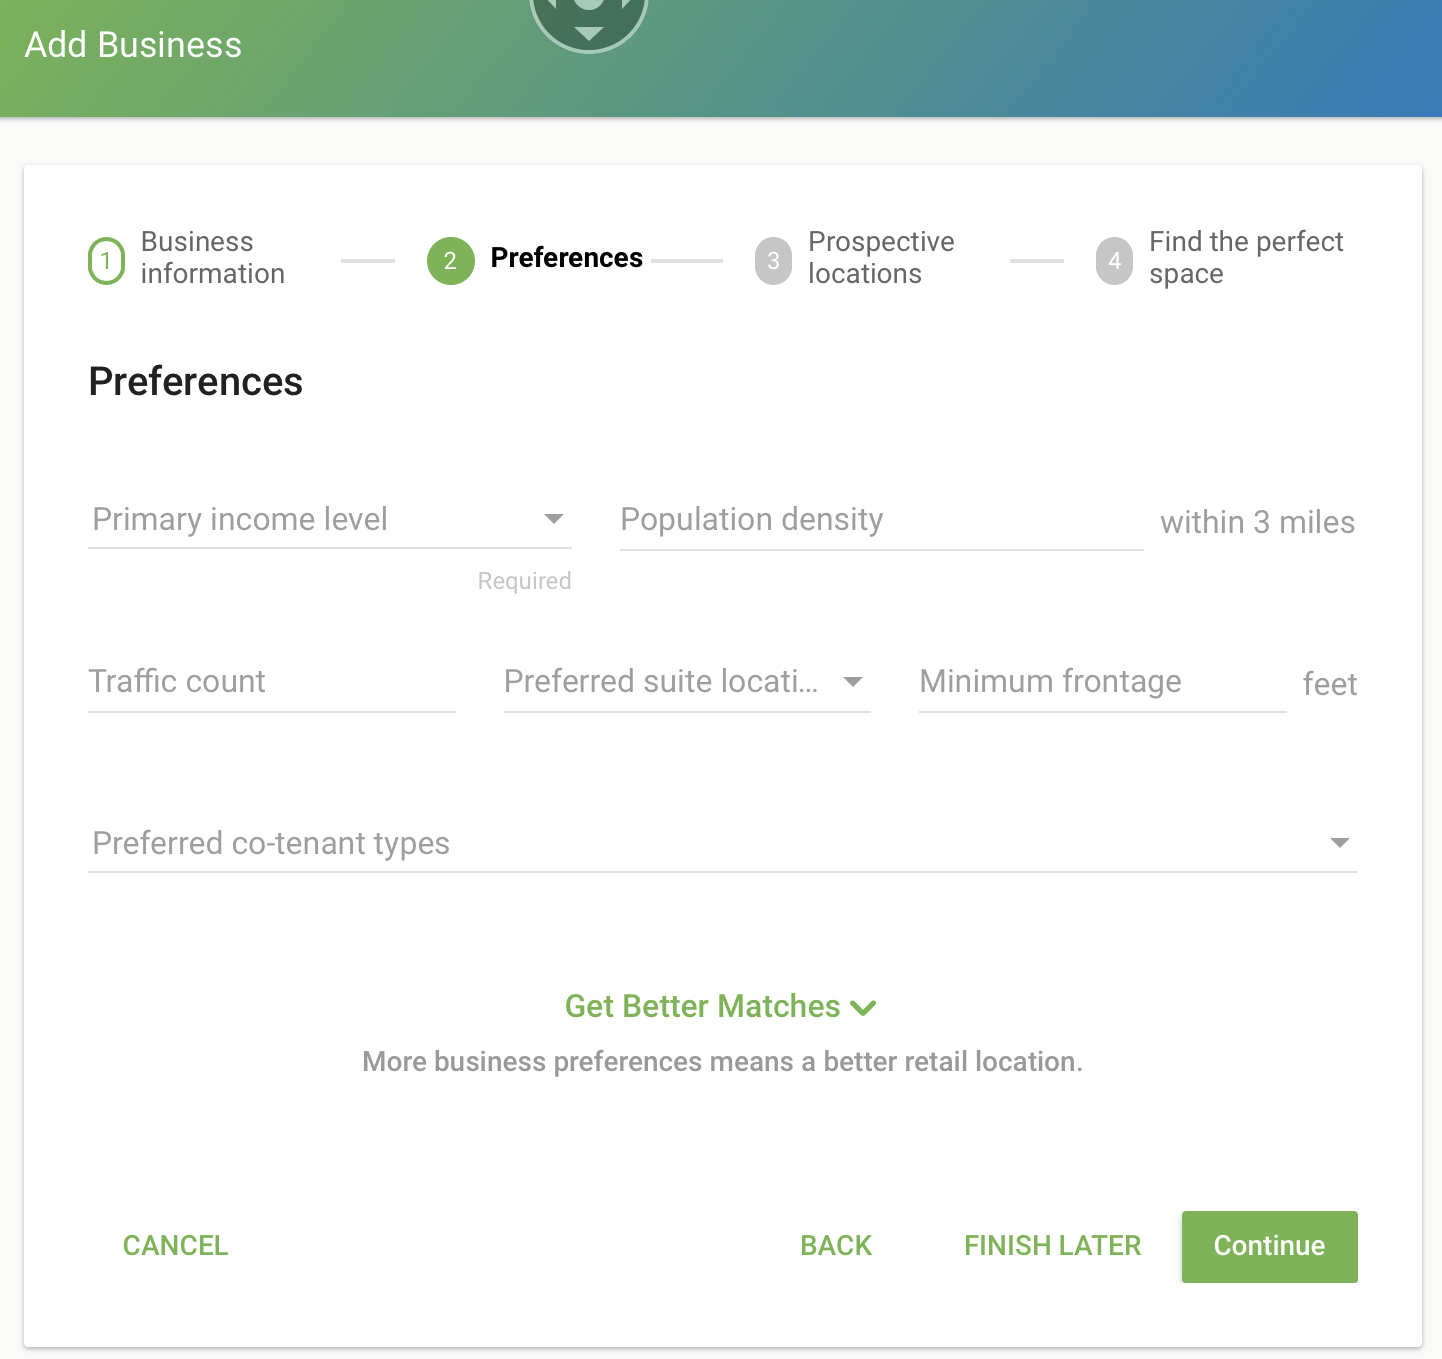 Add Business
1 Business information
2 Preferences
3 Prospective locations
4 Find the perfect space
Preferences
Primary income level
Population density within 3 miles
Required
Traffic count
Preferred suite locati...
Minimum frontage feet
Preferred co-tenant types
Get Better Matches
More business preferences means a better retail location.
CANCEL
BACK
FINISH LATER
Continue